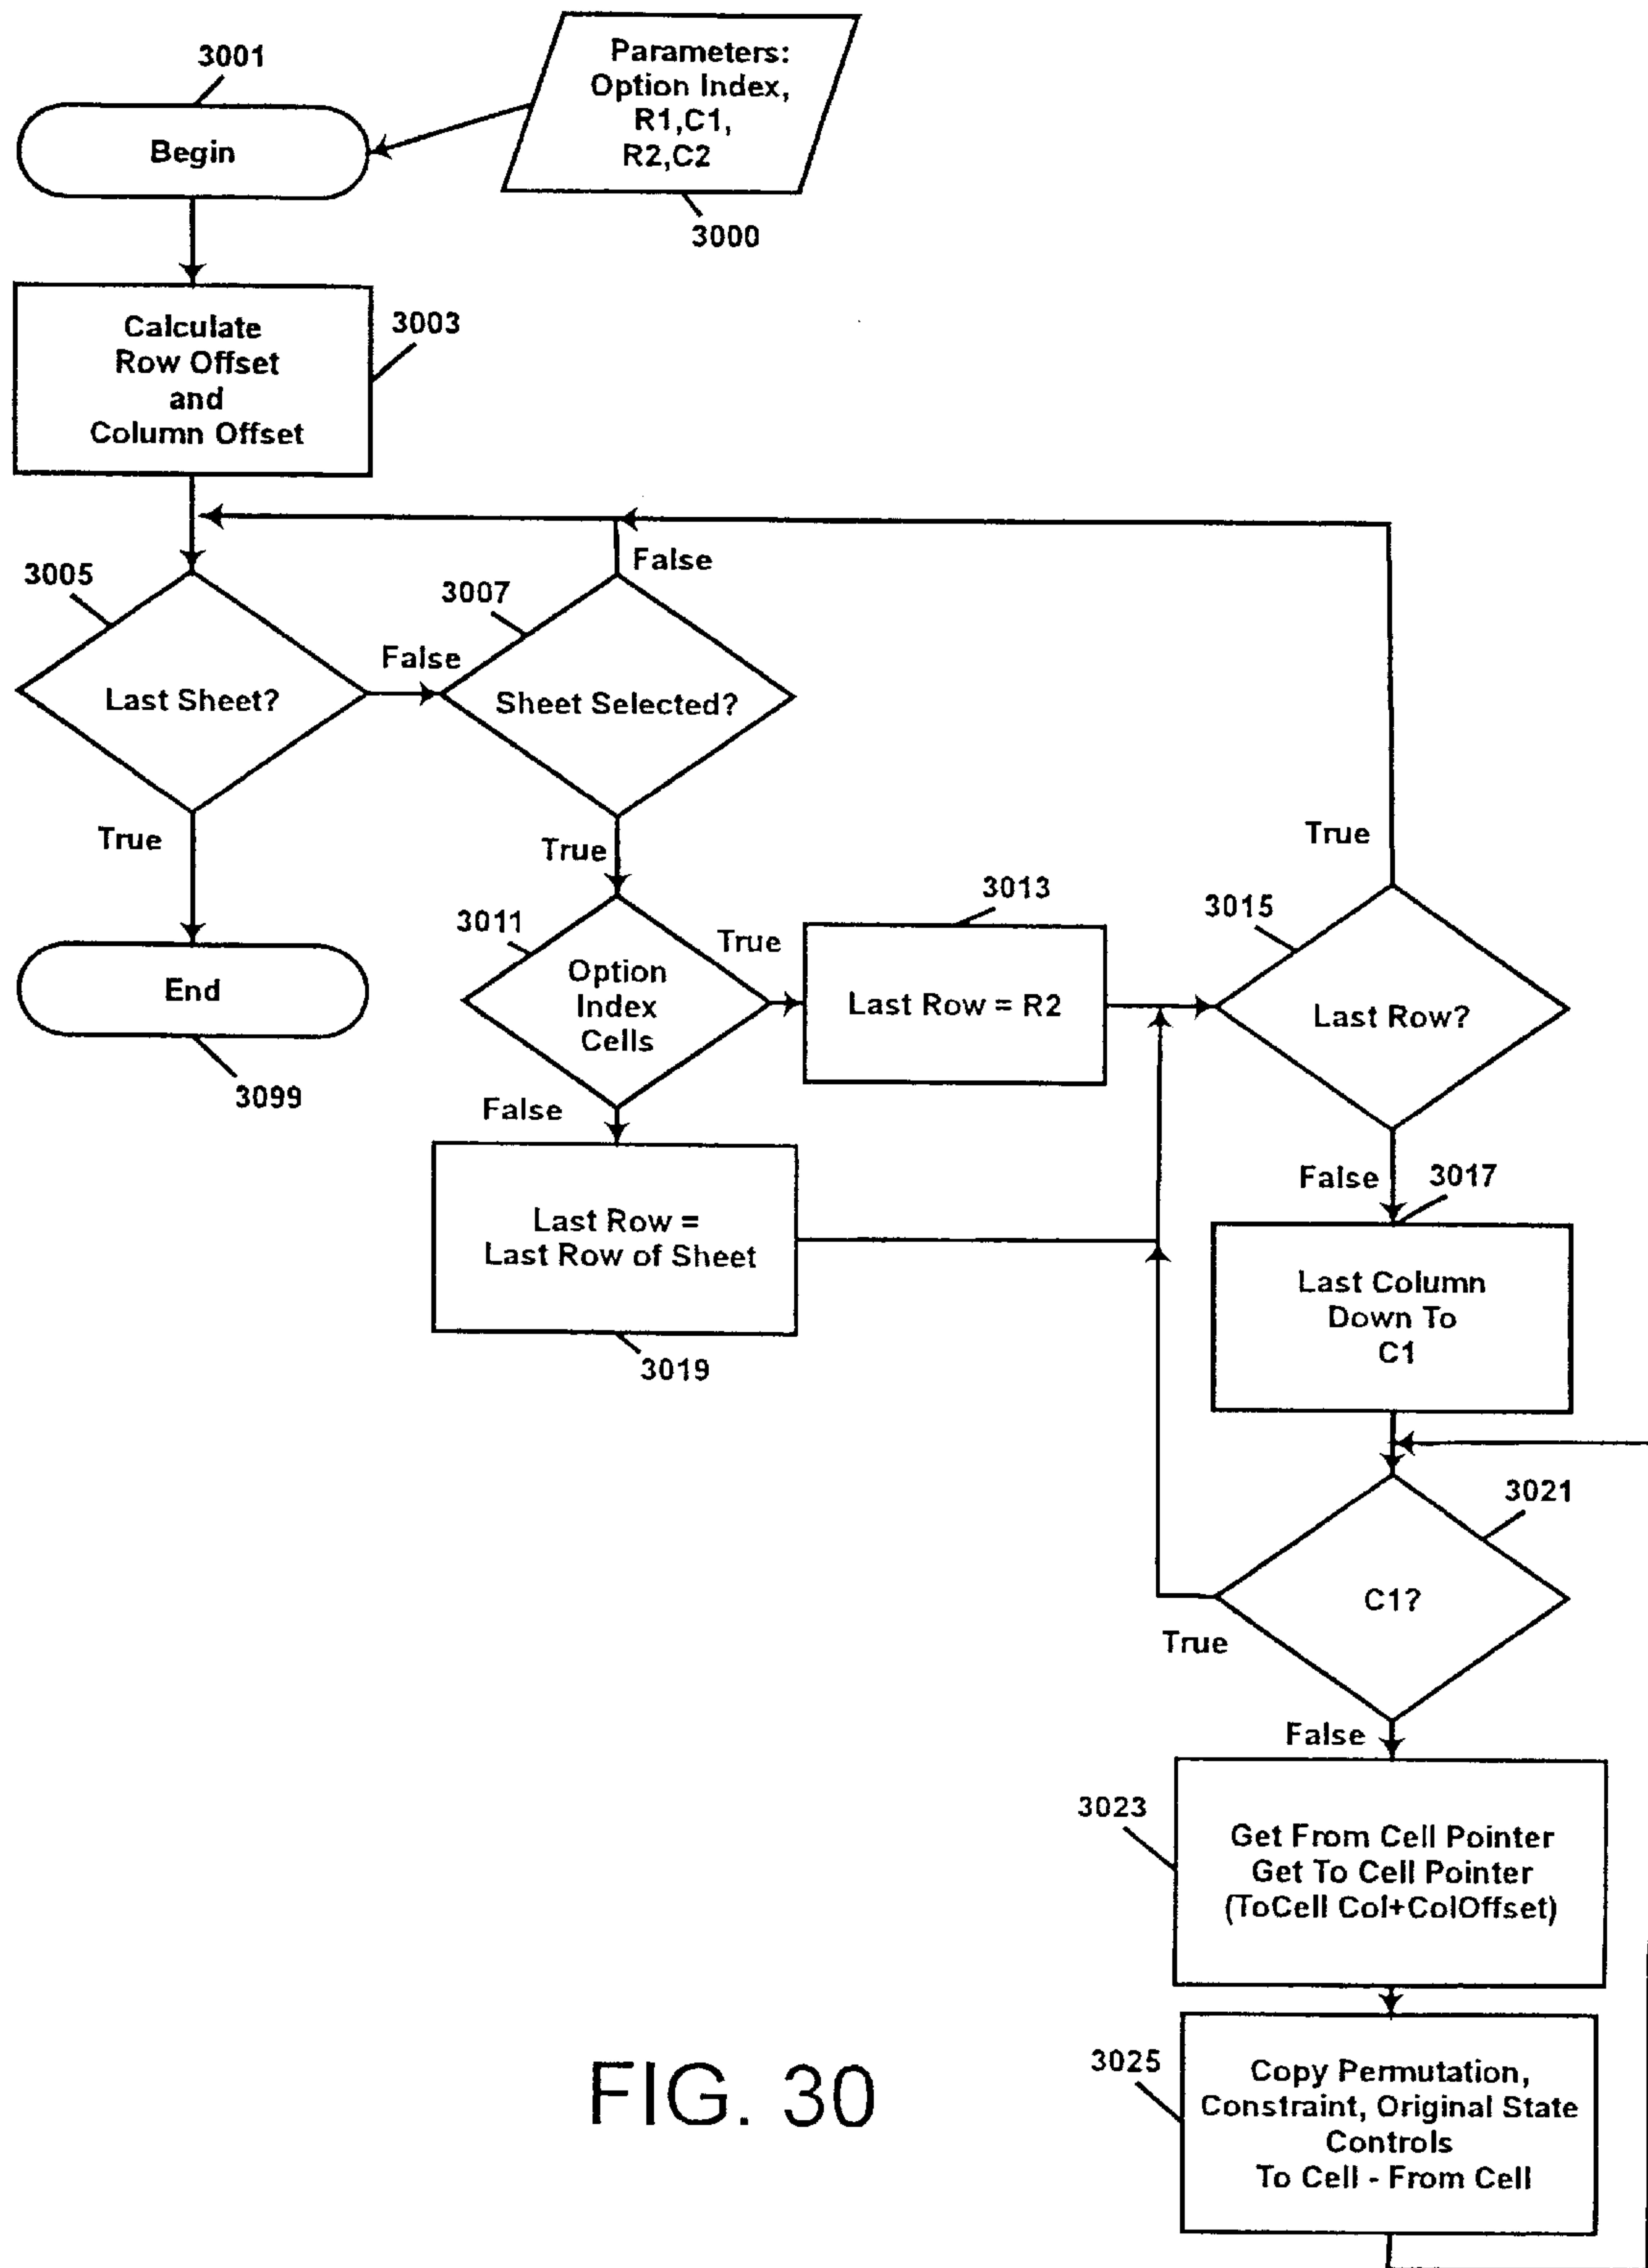 3001
Begin
Parameters:
Option Index,
R1,C1,
R2,C2
3000
Calculate
Row Offset
and
Column Offset
3003
3005
Last Sheet?
False
True
3007
Sheet Selected?
False
True
End
3099
3011
Option
Index
Cells
True
False
3013
Last Row = R2
3015
Last Row?
True
False
3019
Last Row =
Last Row of Sheet
3017
Last Column
Down To
C1
3021
C1?
True
False
3023
Get From Cell Pointer
Get To Cell Pointer
(ToCell Col+ColOffset)
3025
Copy Permutation,
Constraint, Original State
Controls
To Cell - From Cell
FIG. 30